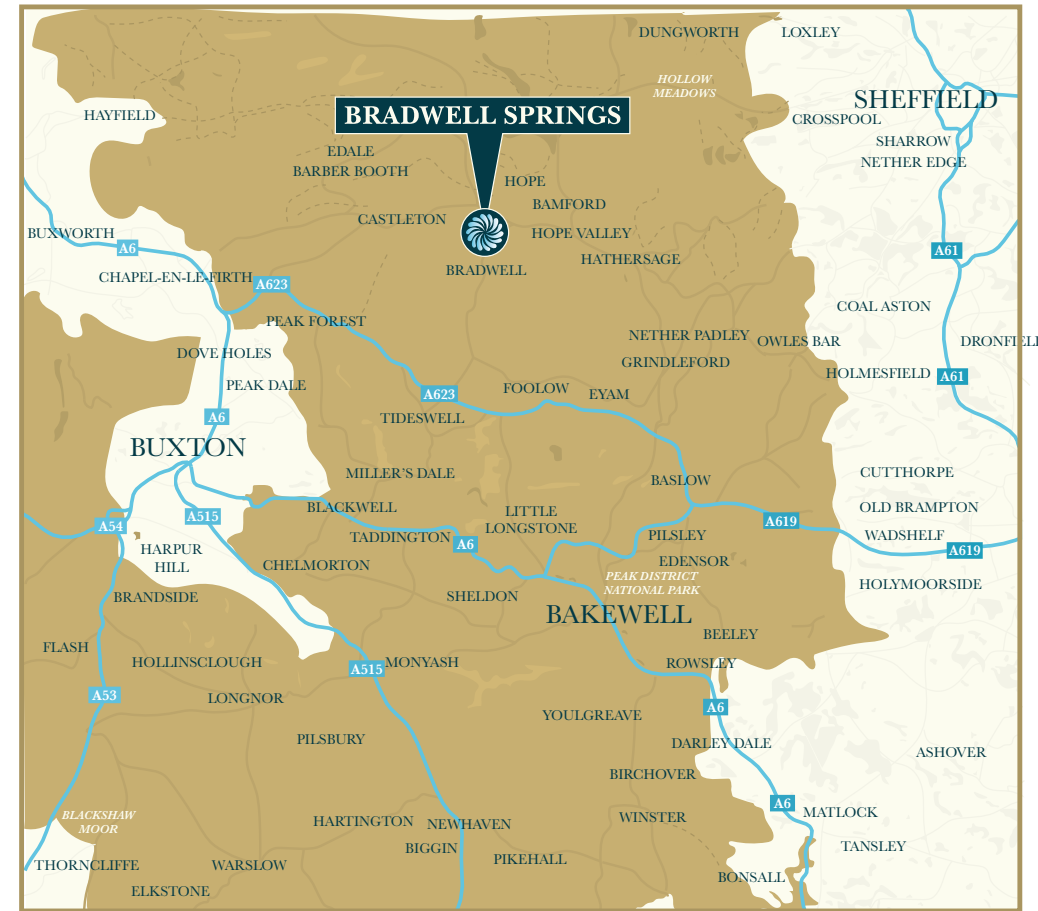 DUNGWORTH
LOXLEY
HOLLOW
MEADOWS
SHEFFIELD
HAYFIELD
BRADWELL SPRINGS
CROSSPOOL
SHARROW
NETHER EDGE
EDALE
BARBER BOOTH
HOPE
BAMFORD
CASTLETON
HOPE VALLEY
BUXWORTH
A6
A61
HATHERSAGE
BRADWELL
CHAPEL-EN-LE-FIRTH
A623
COAL ASTON
PEAK FOREST
NETHER PADLEY
OWLES BAR
DRONFIEL
DOVE HOLES
GRINDLEFORD
HOLMESFIELD
A61
PEAK DALE
A623
FOOLOW
EYAM
A6
TIDESWELL
BUXTON
MILLER'S DALE
BASLOW
CUTTHORPE
BLACKWELL
LITTLE
LONGSTONE
OLD BRAMPTON
A515
A54
A619
TADDINGTON
A6
PILSLEY
WADSHELF
A619
HARPUR
HILL
CHELMORTON
EDENSOR
PEAK DISTRICT
NATIONAL PARK
HOLYMOORSIDE
BRANDSIDE
SHELDON
BAKEWELL
BEELEY
FLASH
HOLLINSCLOUGH
A515
MONYASH
ROWSLEY
A53
LONGNOR
A6
YOULGREAVE
PILSBURY
DARLEY DALE
ASHOVER
BIRCHOVER
A6
MATLOCK
BLACKSHAW
MOOR
HARTINGTON
NEWHAVEN
WINSTER
BIGGIN
TANSLEY
THORNCLIFFE
WARSLOW
PIKEHALL
BONSALL
ELKSTONE